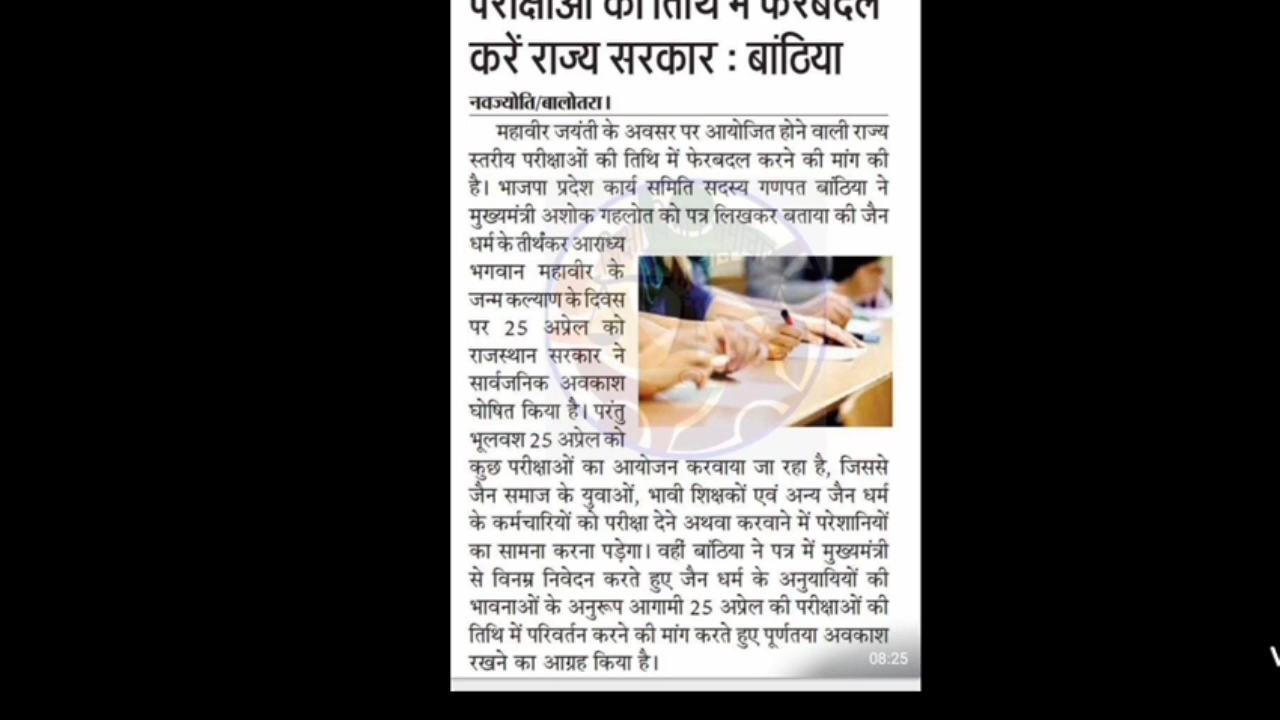 परीक्षाओं की तिथि में फेरबदल
करें राज्य सरकार : बांठिया
नवज्योति/बालोतरा।
महावीर जयंती के अवसर पर आयोजित होने वाली राज्य
स्तरीय परीक्षाओं की तिथि में फेरबदल करने की मांग की
है। भाजपा प्रदेश कार्य समिति सदस्य गणपत बांठिया ने
मुख्यमंत्री अशोक गहलोत को पत्र लिखकर बताया की जैन
धर्म के तीर्थंकर आराध्य
भगवान महावीर के
जन्म कल्याण के दिवस
पर 25 अप्रेल को
राजस्थान सरकार ने
सार्वजनिक अवकाश
घोषित किया है। परंतु
भूलवश 25 अप्रेल को
कुछ परीक्षाओं का आयोजन करवाया जा रहा है, जिससे
जैन समाज के युवाओं, भावी शिक्षकों एवं अन्य जैन धर्म
के कर्मचारियों को परीक्षा देने अथवा करवाने में परेशानियों
का सामना करना पड़ेगा। वहीं बांठिया ने पत्र में मुख्यमंत्री
से विनम्र निवेदन करते हुए जैन धर्म के अनुयायियों की
भावनाओं के अनुरूप आगामी 25 अप्रेल की परीक्षाओं की
तिथि में परिवर्तन करने की मांग करते हुए पूर्णतया अवकाश
रखने का आग्रह किया है।
08:25